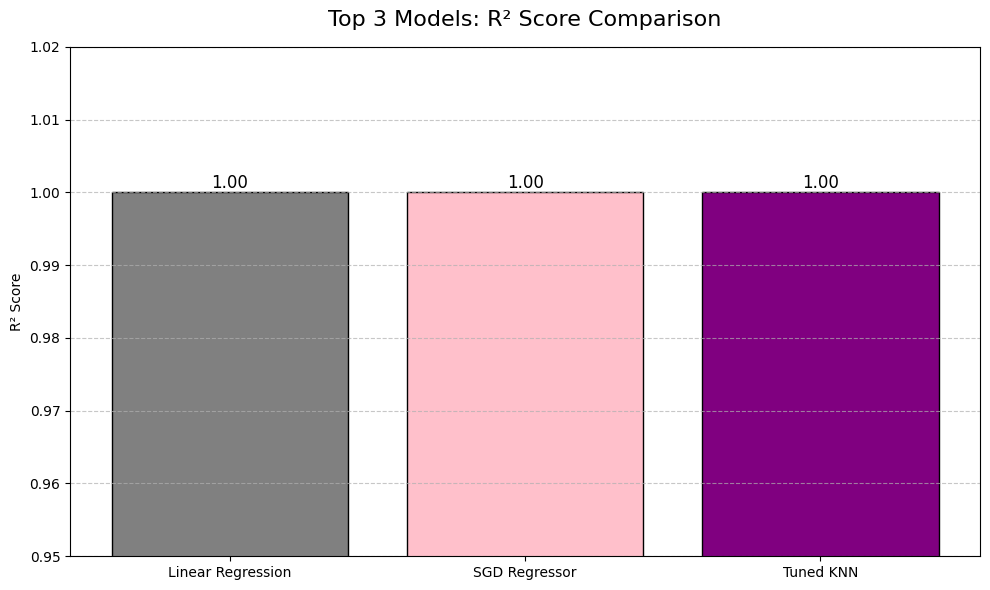 Top 3 Models: R² Score Comparison
R² Score
1.02
1.01
1.00
0.99
0.98
0.97
0.96
0.95
1.00 1.00 1.00
Linear Regression SGD Regressor Tuned KNN